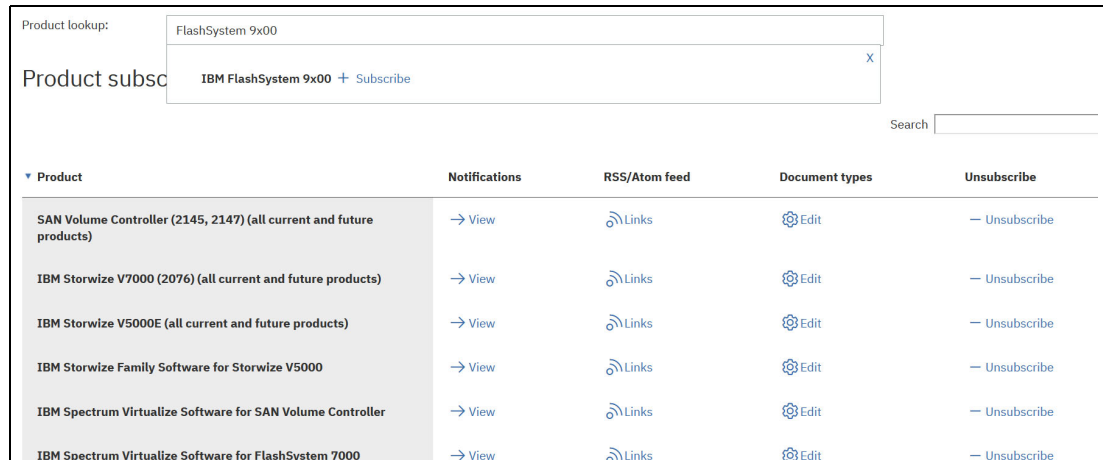 Product lookup:
FlashSystem 9x00
X
Product subsc
IBM FlashSystem 9x00 + Subscribe
Search
Product Notifications RSS/Atom feed Document types Unsubscribe
SAN Volume Controller (2145, 2147) (all current and future
products)
View Links Edit Unsubscribe
IBM Storwize V7000 (2076) (all current and future products) View Links Edit Unsubscribe
IBM Storwize V5000E (all current and future products) View Links Edit Unsubscribe
IBM Storwize Family Software for Storwize V5000 View Links Edit Unsubscribe
IBM Spectrum Virtualize Software for SAN Volume Controller View Links Edit Unsubscribe
IBM Spectrum Virtualize Software for FlashSystem 7000 View Links Edit Unsubscribe